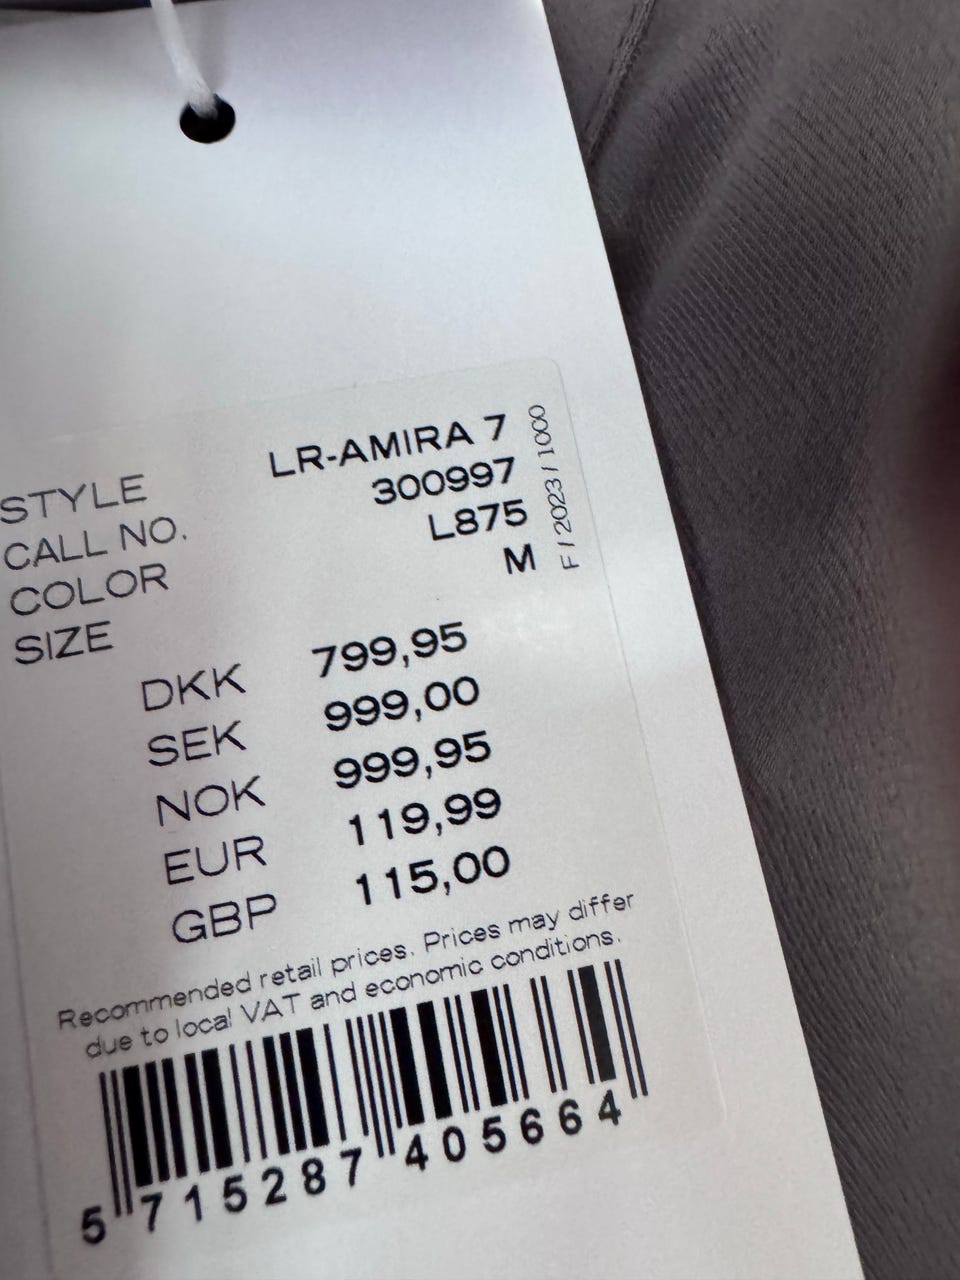 STYLE LR-AMIRA 7
CALL NO. 300997
COLOR L875
SIZE M
F / 2023 / 1000
DKK 799,95
SEK 999,00
NOK 999,95
EUR 119,99
GBP 115,00
Recommended retail prices. Prices may differ
due to local VAT and economic conditions.
5 715287 405664